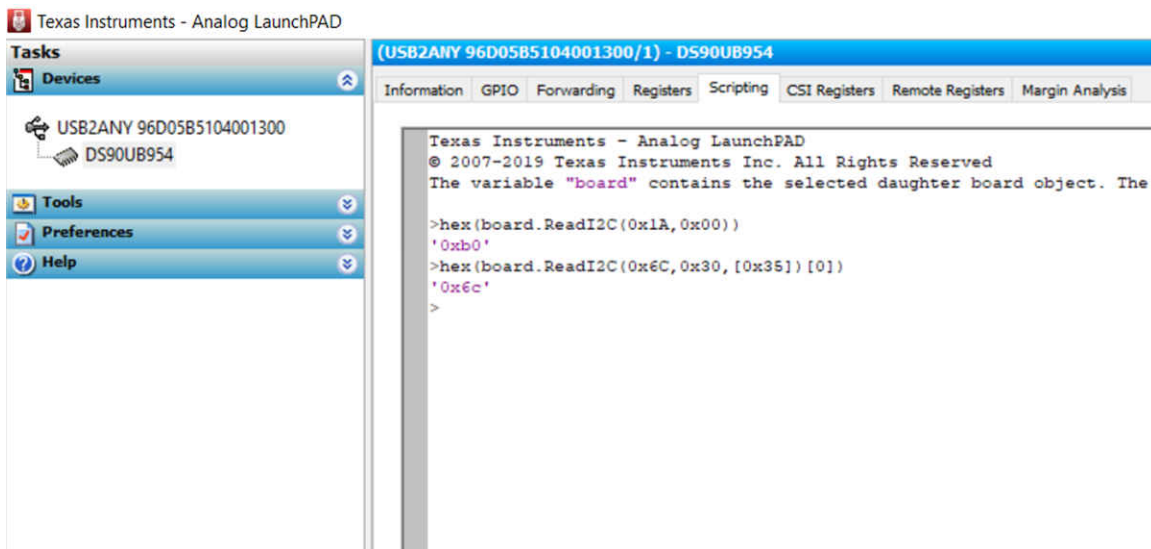 Texas Instruments - Analog LaunchPAD
Tasks
Devices
USB2ANY 96D05B5104001300
DS90UB954
Tools
Preferences
Help
(USB2ANY 96D05B5104001300/1) - DS90UB954
Information GPIO Forwarding Registers Scripting CSI Registers Remote Registers Margin Analysis
Texas Instruments - Analog LaunchPAD
© 2007-2019 Texas Instruments Inc. All Rights Reserved
The variable "board" contains the selected daughter board object. The
>hex(board.ReadI2C(0x1A,0x00))
'0xb0'
>hex(board.ReadI2C(0x6C,0x30,[0x35])[0])
'0x6c'
>